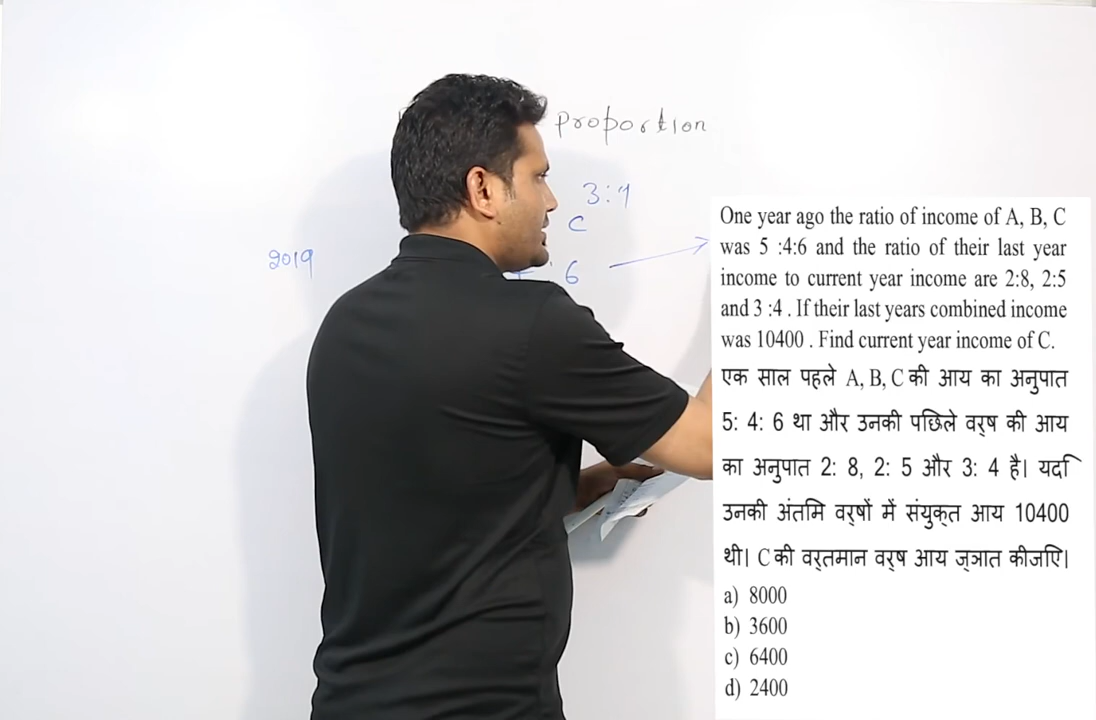 proportion
3:4
C
2019
6
One year ago the ratio of income of A, B, C
was 5 :4:6 and the ratio of their last year
income to current year income are 2:8, 2:5
and 3 :4 . If their last years combined income
was 10400 . Find current year income of C.
एक साल पहले A, B, C की आय का अनुपात
5: 4: 6 था और उनकी पछिले वर्ष की आय
का अनुपात 2: 8, 2: 5 और 3: 4 है। यदि
उनकी अंतमि वर्षों में संयुक्त आय 10400
थी। C की वर्तमान वर्ष आय ज्ञात कीजएि।
a) 8000
b) 3600
c) 6400
d) 2400